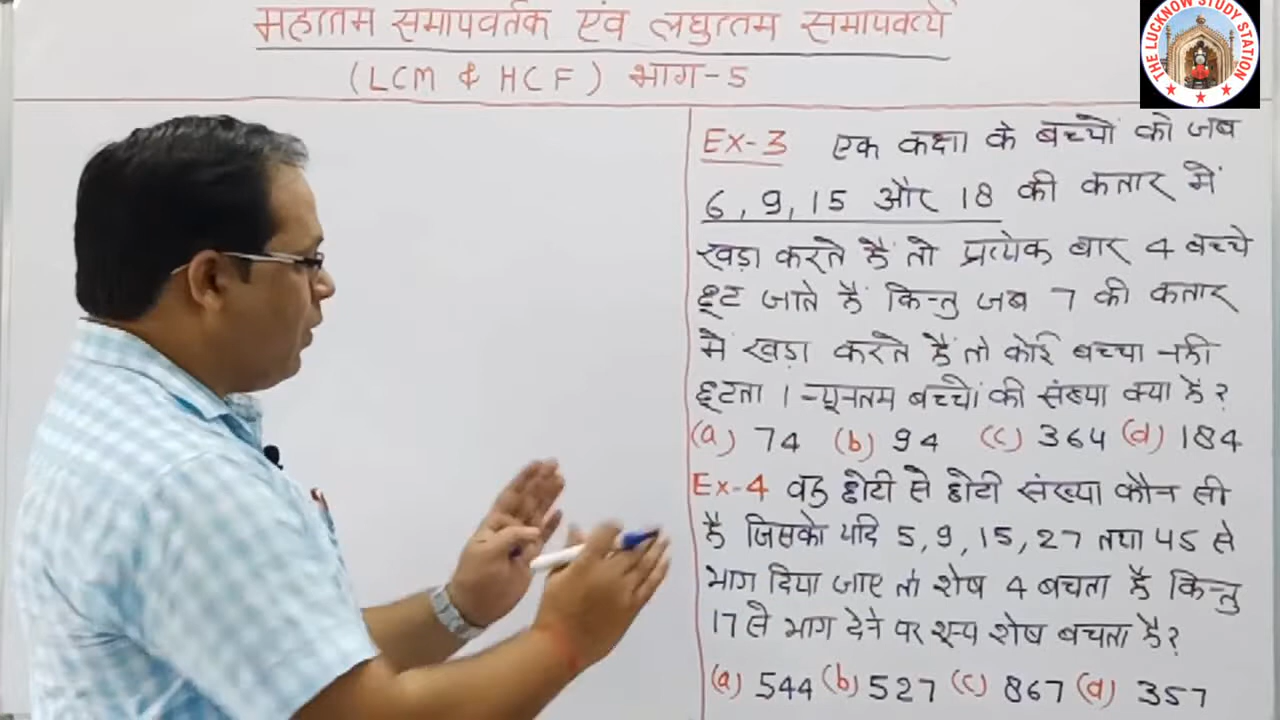 महत्तम समापवर्तक एवं लघुत्तम समापवर्त्य
(LCM & HCF) भाग-5
THE LUCKNOW STUDY STATION
Ex-3 एक कक्षा के बच्चों को जब
6, 9, 15 और 18 की कतार में
खड़ा करते हैं तो प्रत्येक बार 4 बच्चे
छूट जाते हैं किन्तु जब 7 की कतार
में खड़ा करते हैं तो कोई बच्चा नही
छूटता । न्यूनतम बच्चों की संख्या क्या है ?
(a) 74 (b) 94 (c) 364 (d) 184
Ex-4 वह छोटी से छोटी संख्या कौन सी
है जिसको यदि 5, 9, 15, 27 तथा 45 से
भाग दिया जाए तो शेष 4 बचता है किन्तु
17 से भाग देने पर शून्य शेष बचता है ?
(a) 544 (b) 527 (c) 867 (d) 357